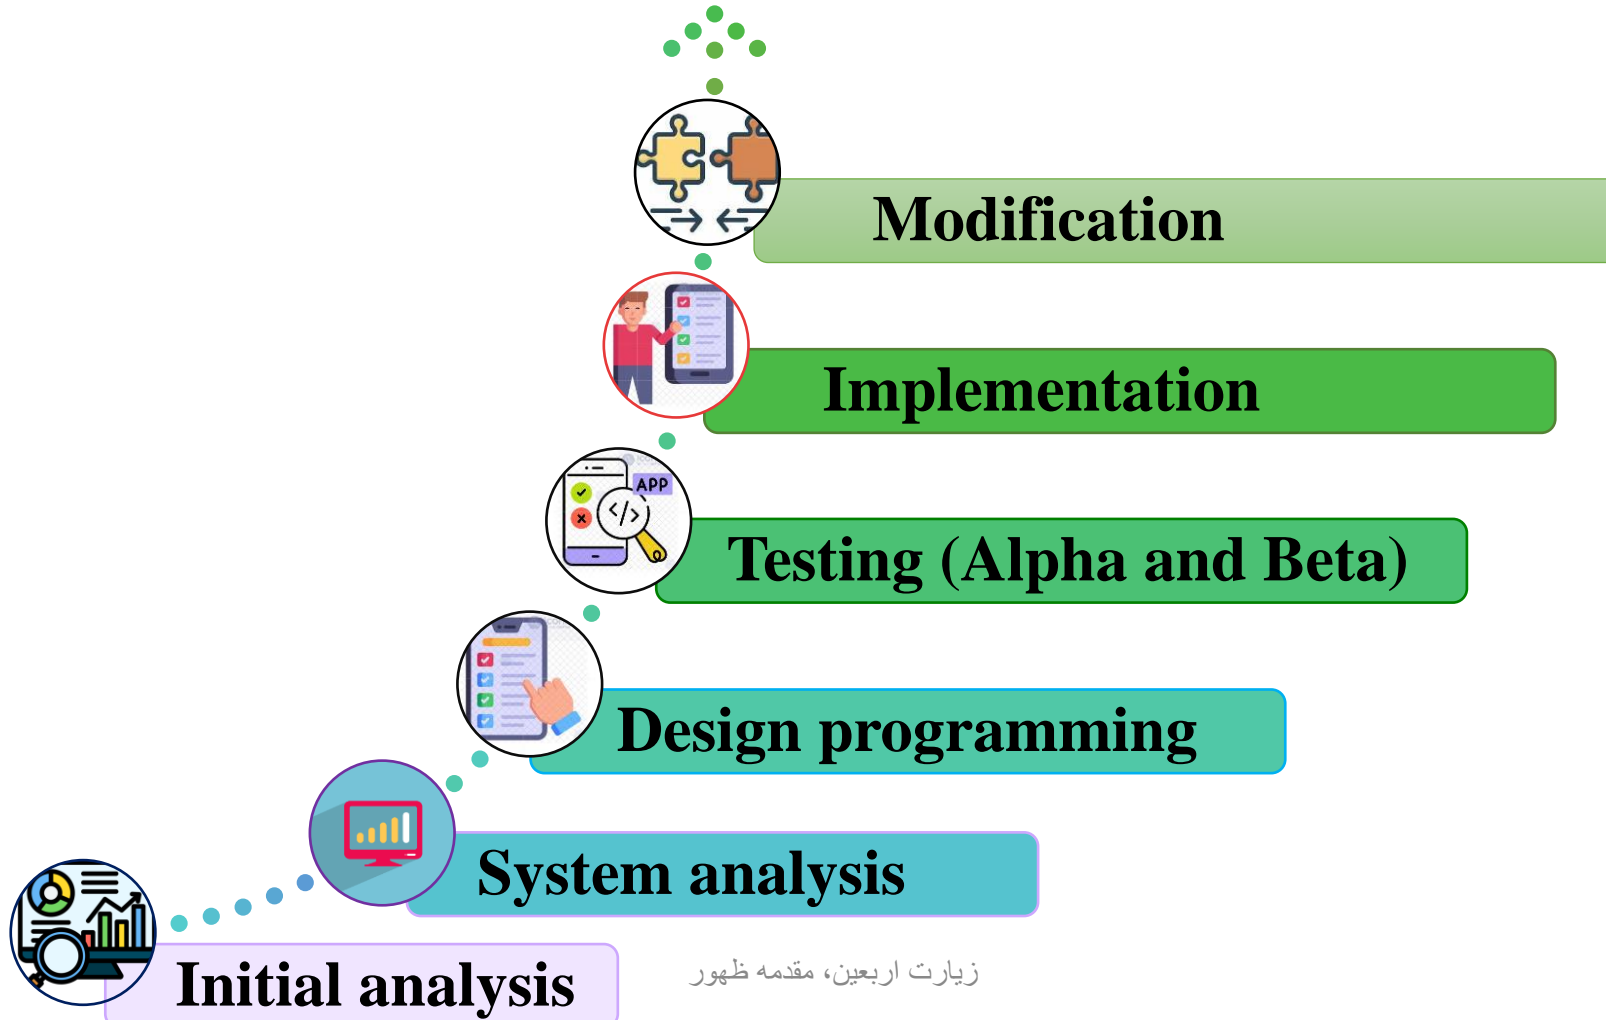 Modification
Implementation
APP
Testing (Alpha and Beta)
Design programming
System analysis
Initial analysis
زیارت اربعین، مقدمه ظهور